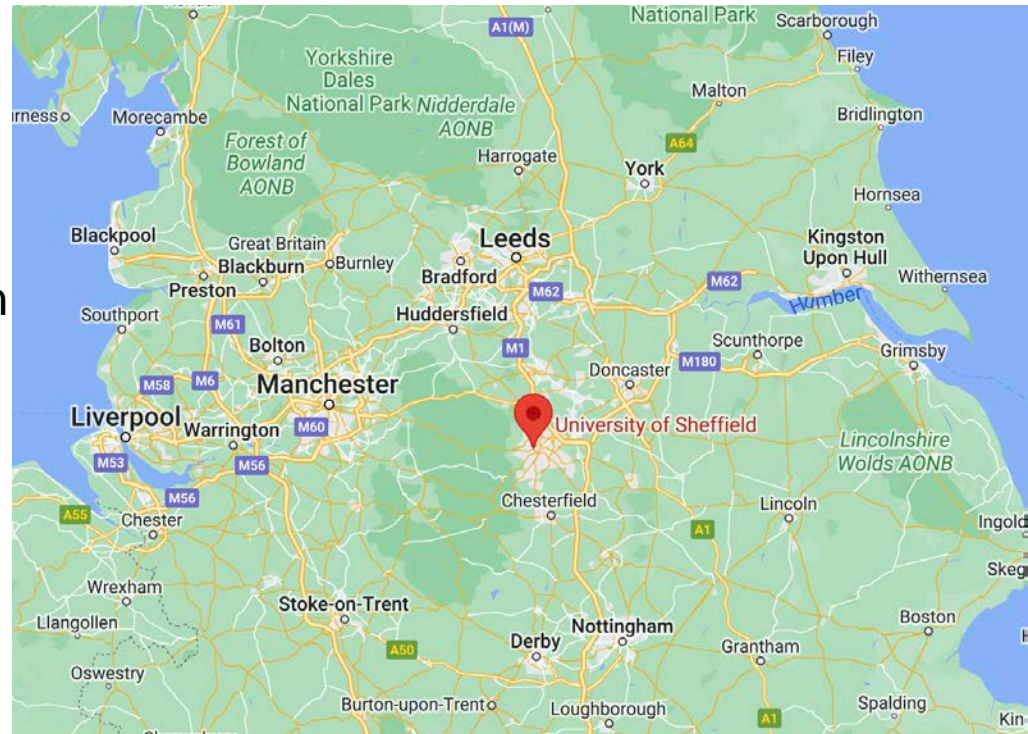 National Park
Scarborough
A1(M)
Yorkshire
Dales
National Park
Nidderdale
AONB
Filey
Malton
Morecambe
Bridlington
Forest of
Bowland
AONB
A64
Harrogate
York
Hornsea
Blackpool
Great Britain
Leeds
Kingston
Upon Hull
Blackburn
Burnley
Bradford
Preston
M62
M62
Withernsea
Humber
Southport
M61
Huddersfield
Bolton
M1
Scunthorpe
Grimsby
M58
M6
Manchester
Doncaster
M180
Liverpool
Warrington
M60
University of Sheffield
Lincolnshire
Wolds AONB
M53
M56
M56
Chesterfield
Lincoln
A55
Chester
A1
Wrexham
Stoke-on-Trent
Llangollen
Nottingham
Boston
Derby
A50
Grantham
Oswestry
Burton-upon-Trent
Loughborough
A1
Spalding